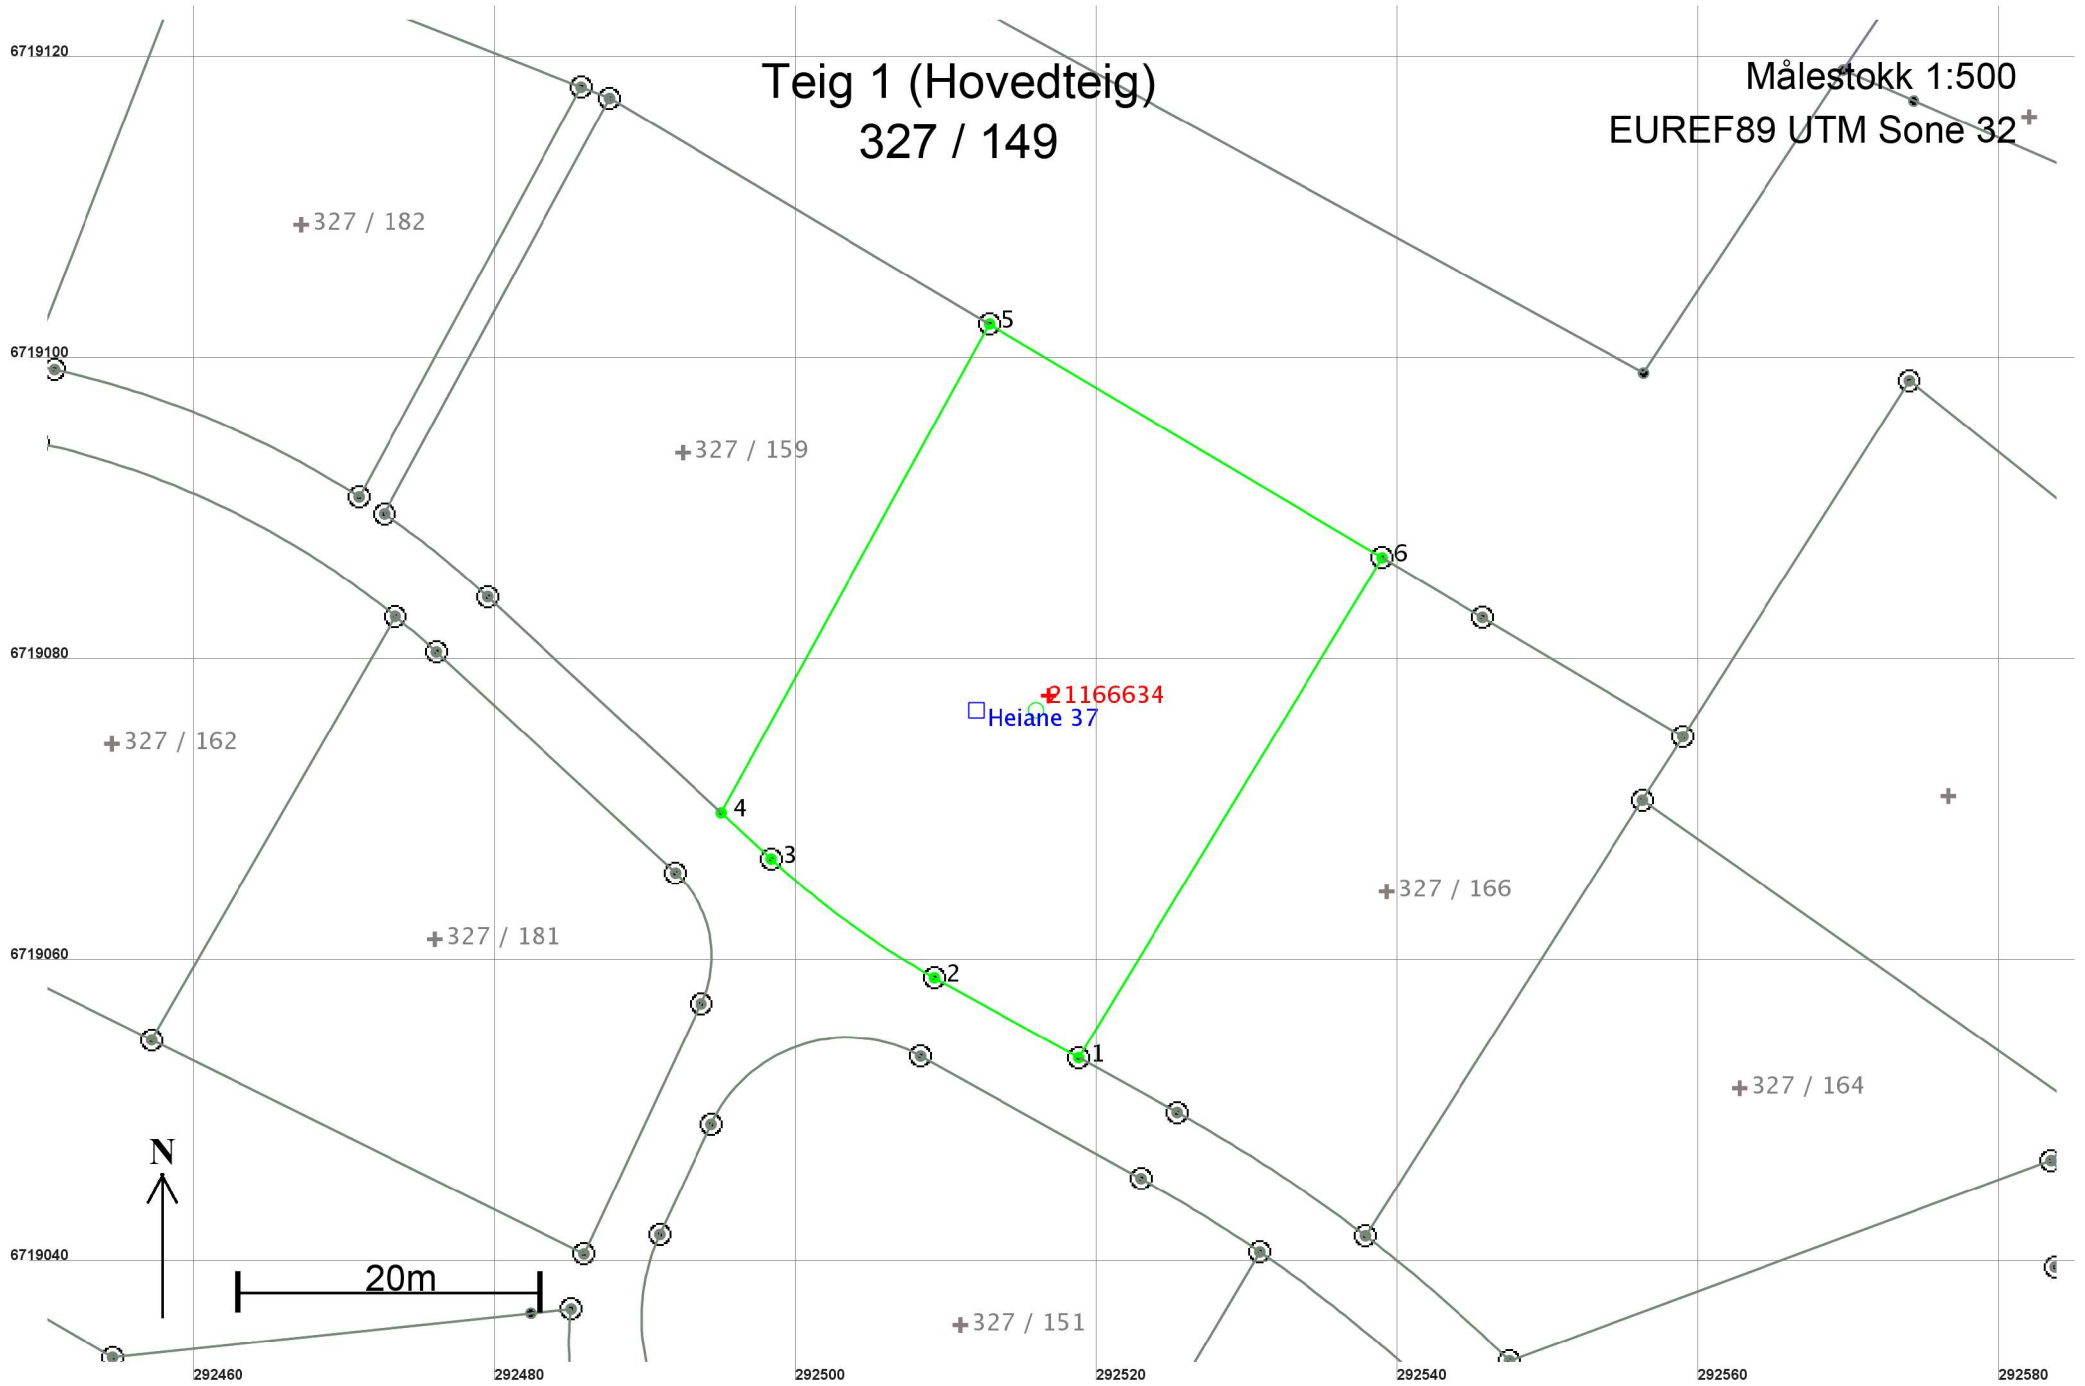 6719120
Teig 1 (Hovedteig)
Målestokk 1:500
327 / 149
EUREF89 UTM Sone 32
327 / 182
5
6719100
327 / 159
6
6719080
21166634
Heiane 37
327 / 162
4
3
327 / 166
327 / 181
6719060
2
1
327 / 164
N
6719040
20m
327 / 151
292460
292480
292500
292520
292540
292560
292580